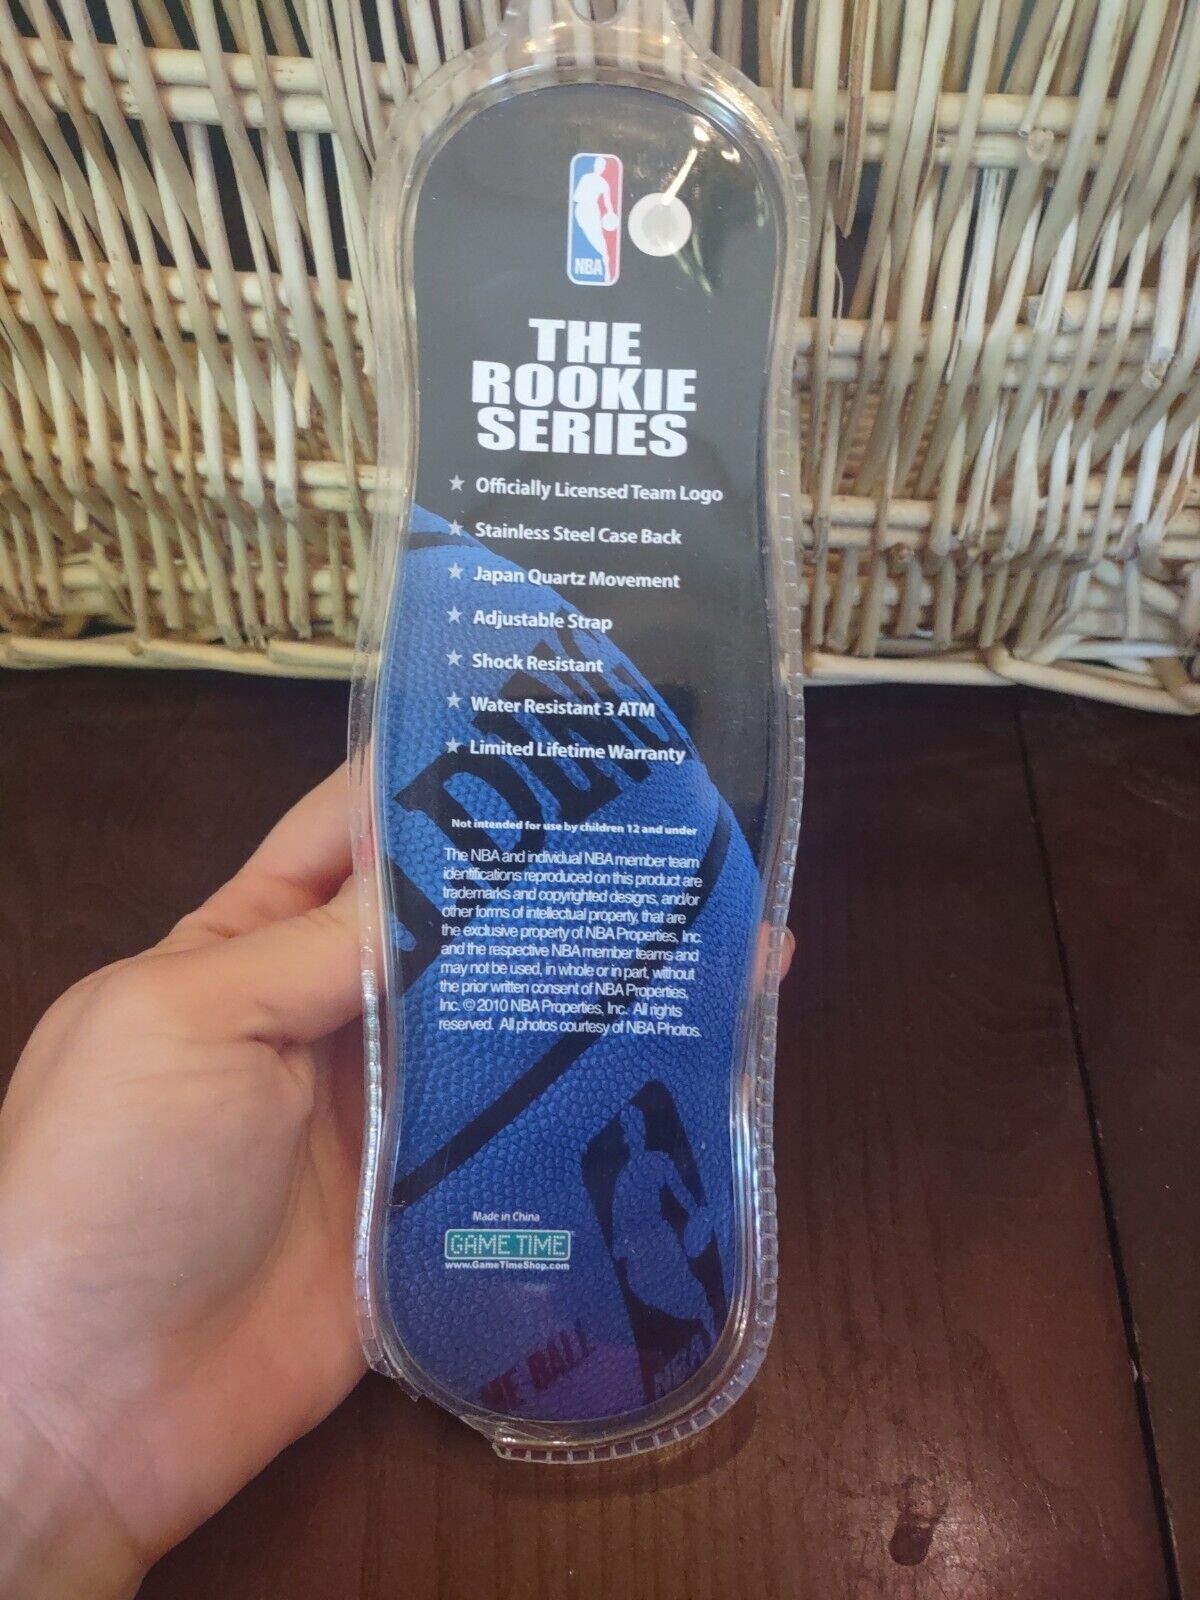 NBA
THE
ROOKIE
SERIES
Officially Licensed Team Logo
Stainless Steel Case Back
Japan Quartz Movement
Adjustable Strap
Shock Resistant
Water Resistant 3 ATM
Limited Lifetime Warranty
Not intended for use by children 12 and under
The NBA and individual NBA member team
identifications reproduced on this product are
trademarks and copyrighted designs, and/or
other forms of intellectual property, that are
the exclusive property of NBA Properties, Inc.
and the respective NBA member teams and
may not be used, in whole or in part, without
the prior written consent of NBA Properties,
Inc. © 2010 NBA Properties, Inc. All rights
reserved. All photos courtesy of NBA Photos.
Made in China
GAME TIME
www.GameTimeShop.com
BALL
NBA